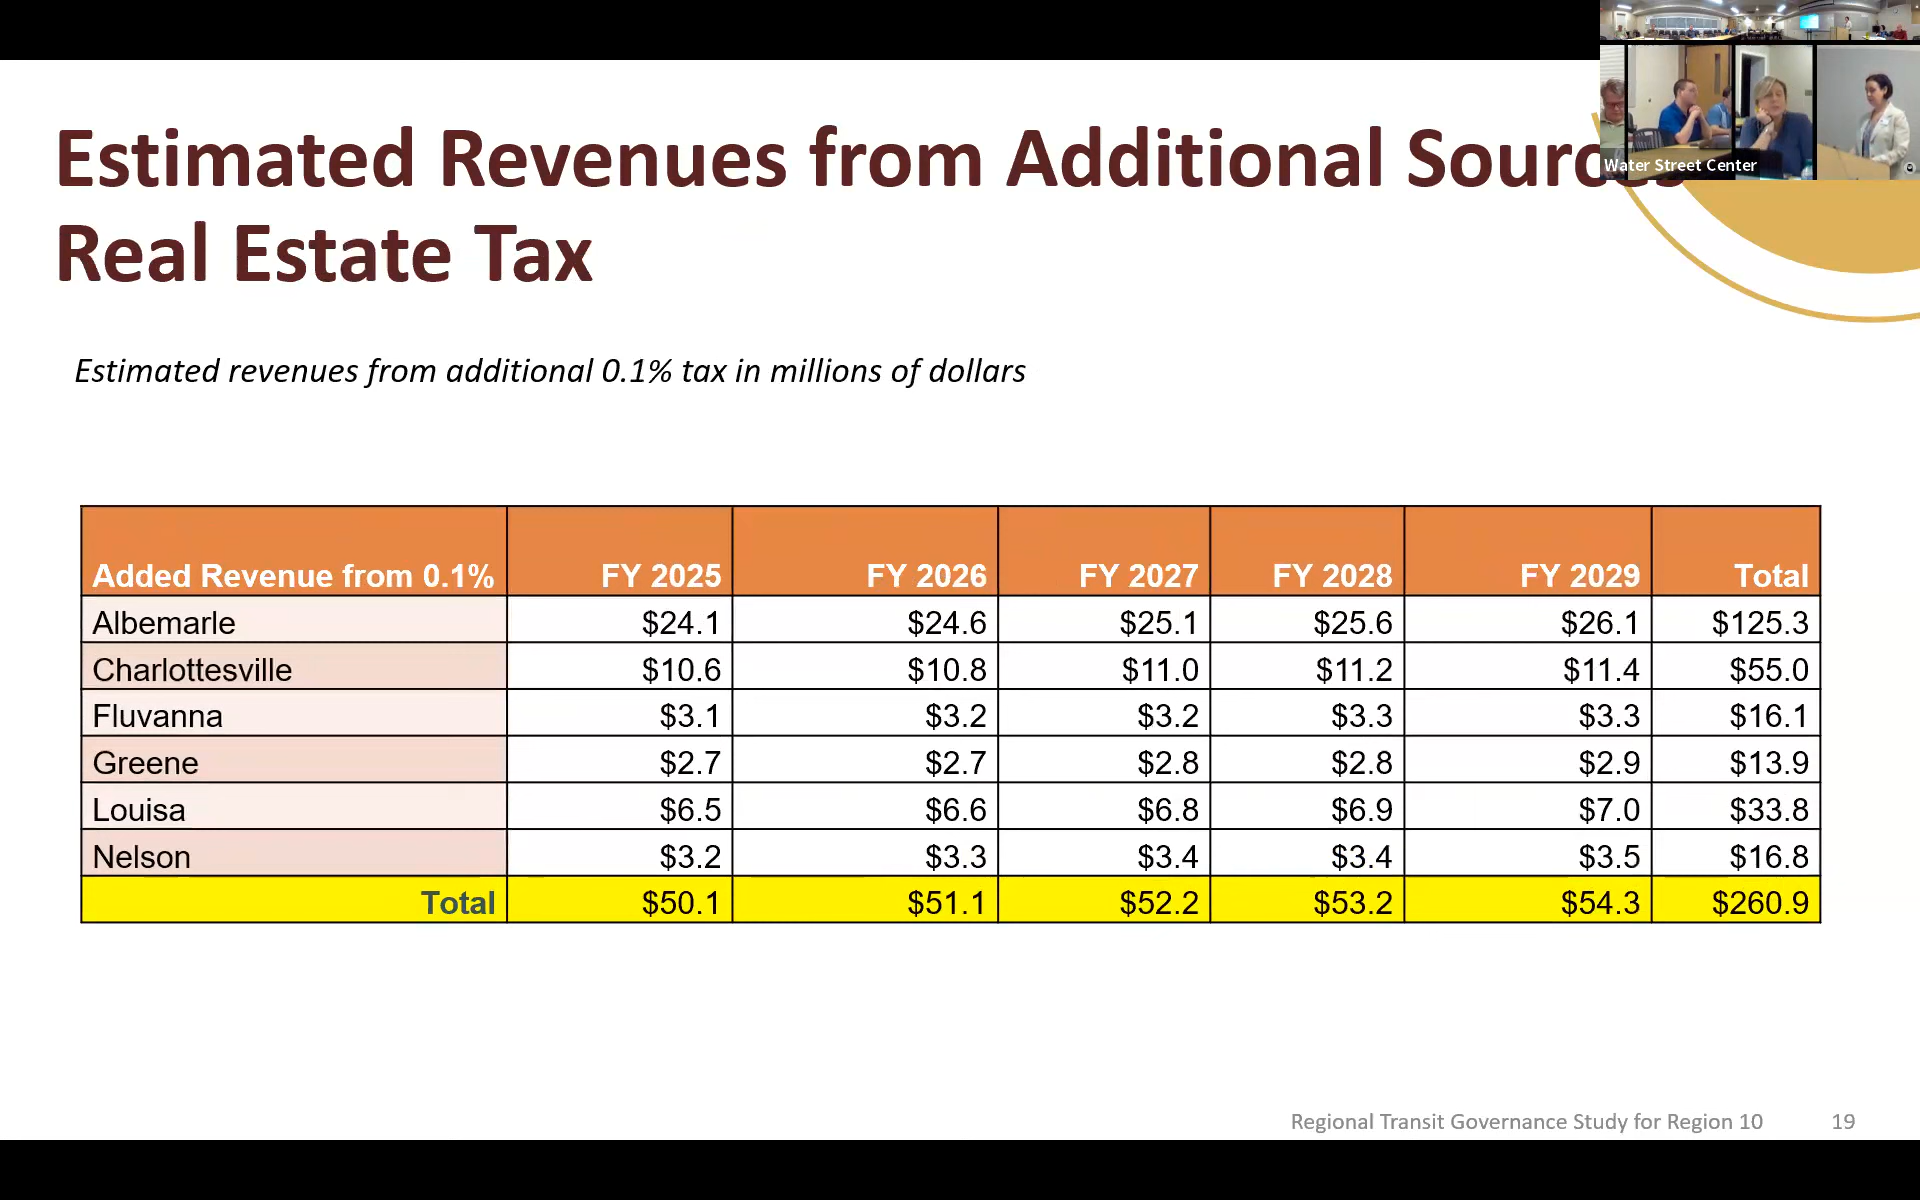 Estimated Revenues from Additional Sources
Real Estate Tax
Water Street Center
Estimated revenues from additional 0.1% tax in millions of dollars
Added Revenue from 0.1% FY 2025 FY 2026 FY 2027 FY 2028 FY 2029 Total
Albemarle $24.1 $24.6 $25.1 $25.6 $26.1 $125.3
Charlottesville $10.6 $10.8 $11.0 $11.2 $11.4 $55.0
Fluvanna $3.1 $3.2 $3.2 $3.3 $3.3 $16.1
Greene $2.7 $2.7 $2.8 $2.8 $2.9 $13.9
Louisa $6.5 $6.6 $6.8 $6.9 $7.0 $33.8
Nelson $3.2 $3.3 $3.4 $3.4 $3.5 $16.8
Total $50.1 $51.1 $52.2 $53.2 $54.3 $260.9
Regional Transit Governance Study for Region 10 19